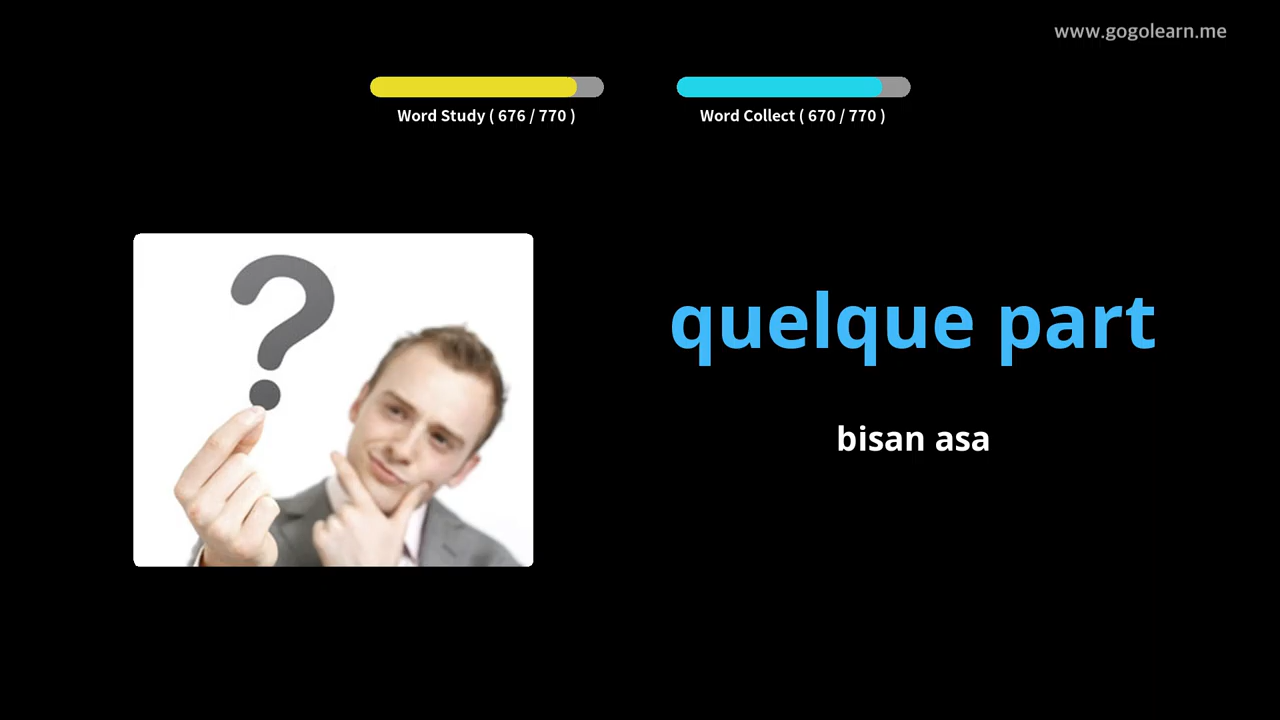 www.gogolearn.me
Word Study ( 676 / 770 )
Word Collect ( 670 / 770 )
quelque part
bisan asa